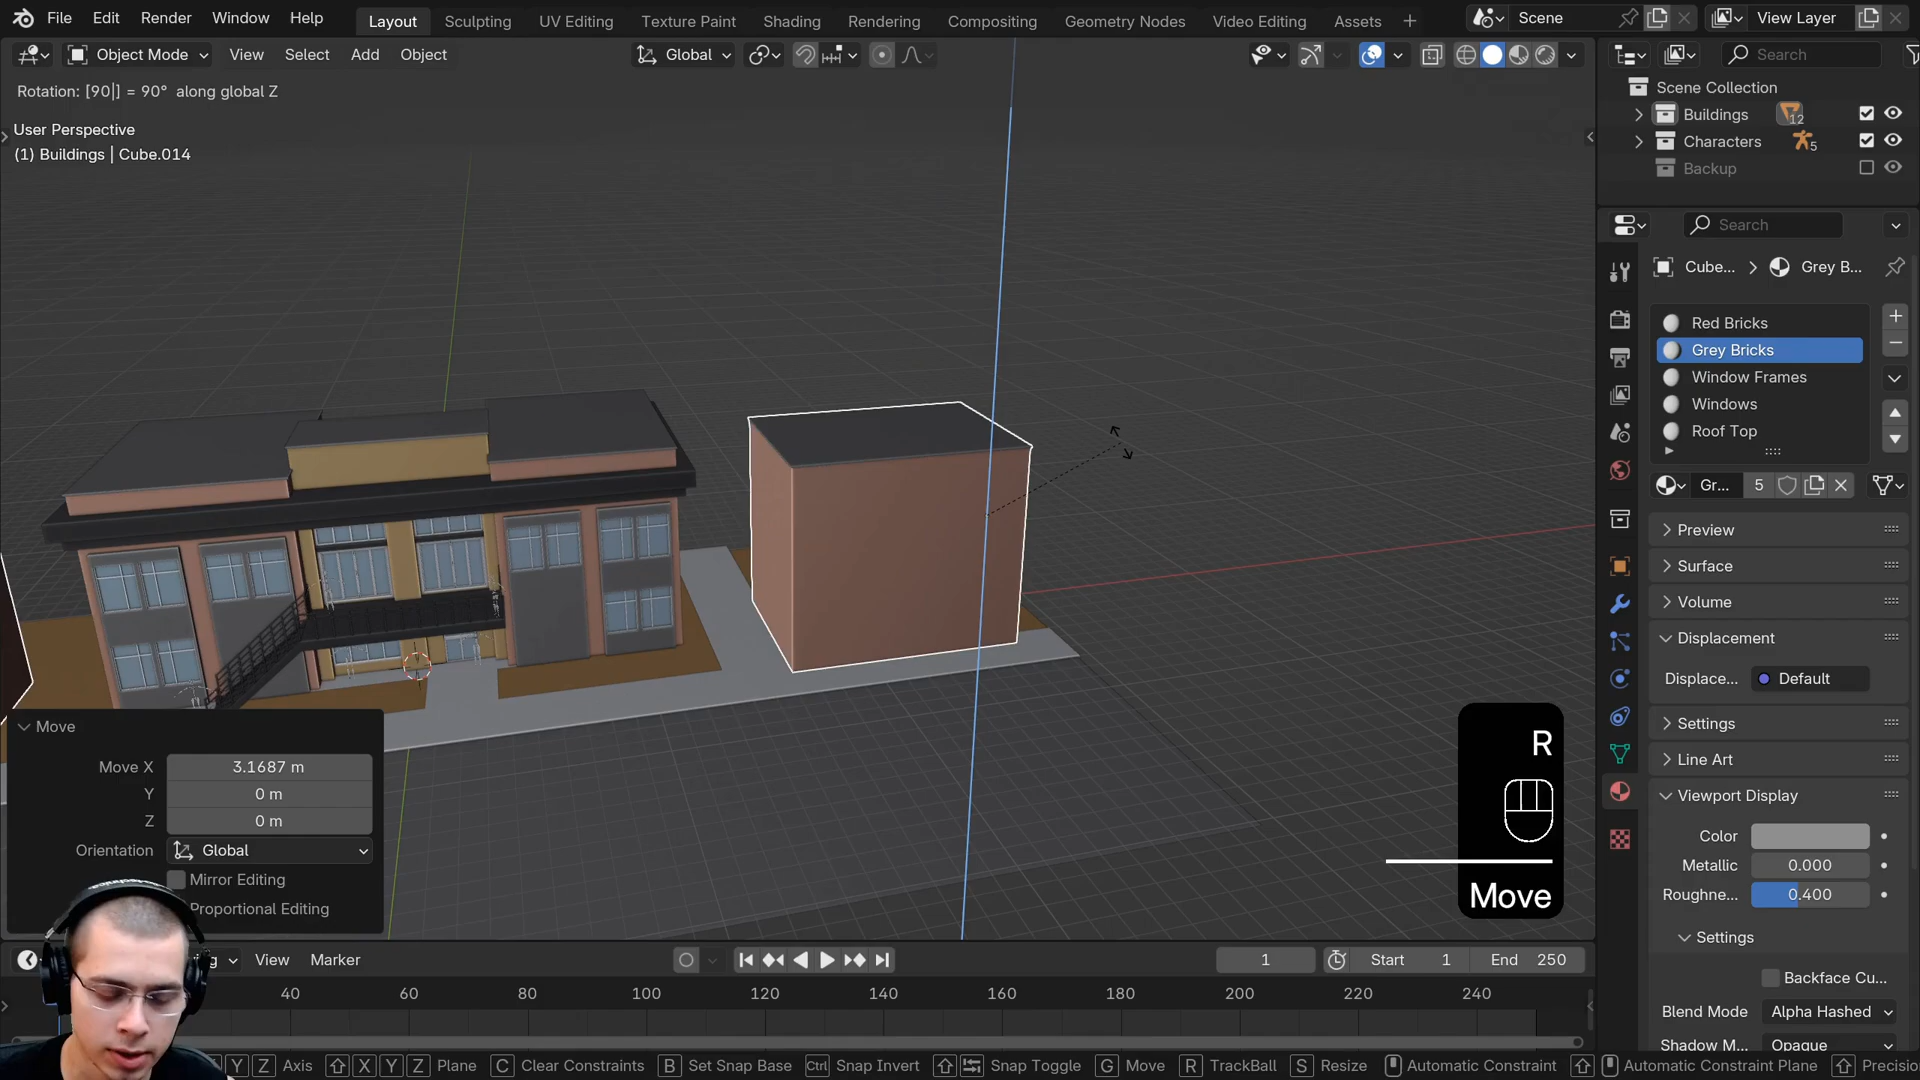 File Edit Render Window Help Layout Sculpting UV Editing Texture Paint Shading Rendering Compositing Geometry Nodes Video Editing Assets Scene View Layer
Object Mode View Select Add Object Global Search
Rotation: [90|] = 90° along global Z
User Perspective
(1) Buildings | Cube.014
Scene Collection
Buildings 12
Characters 5
Backup
Search
Cube... Grey B...
Red Bricks
Grey Bricks
Window Frames
Windows
Roof Top
Gr... 5
Preview
Surface
Volume
Displacement
Displace... Default
Settings
Line Art
Viewport Display
Color
Metallic 0.000
Roughne... 0.400
Settings
Backface Cu...
Blend Mode Alpha Hashed
Shadow M... Opaque
Move
Move X 3.1687 m
Y 0 m
Z 0 m
Orientation Global
Mirror Editing
Proportional Editing
R
Move
View Marker 1 Start 1 End 250
40 60 80 100 120 140 160 180 200 220 240
Y Z Axis X Y Z Plane C Clear Constraints B Set Snap Base Ctrl Snap Invert Snap Toggle G Move R TrackBall S Resize Automatic Constraint Automatic Constraint Plane Precisio